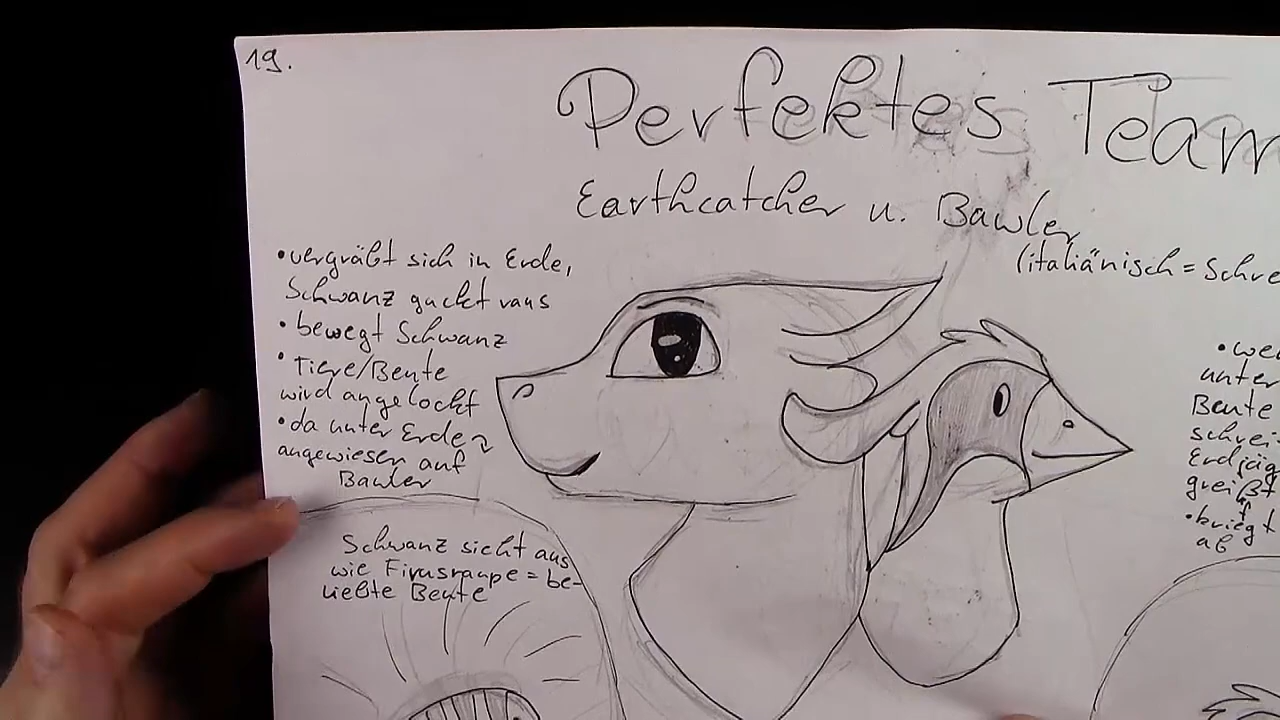 19.
Perfektes Team
Earthcatcher u. Bawler
(italiänisch = Schre
• vergräbt sich in Erde,
Schwanz guckt raus
• bewegt Schwanz
• Tiere/Beute
wird angelockt
• da unter Erde
angewiesen auf
Bawler
Schwanz sieht aus
wie Firusraupe = be-
liebte Beute
• wen
unter
Beute
schrei-
Erdjäg
greift
• kriegt
ab